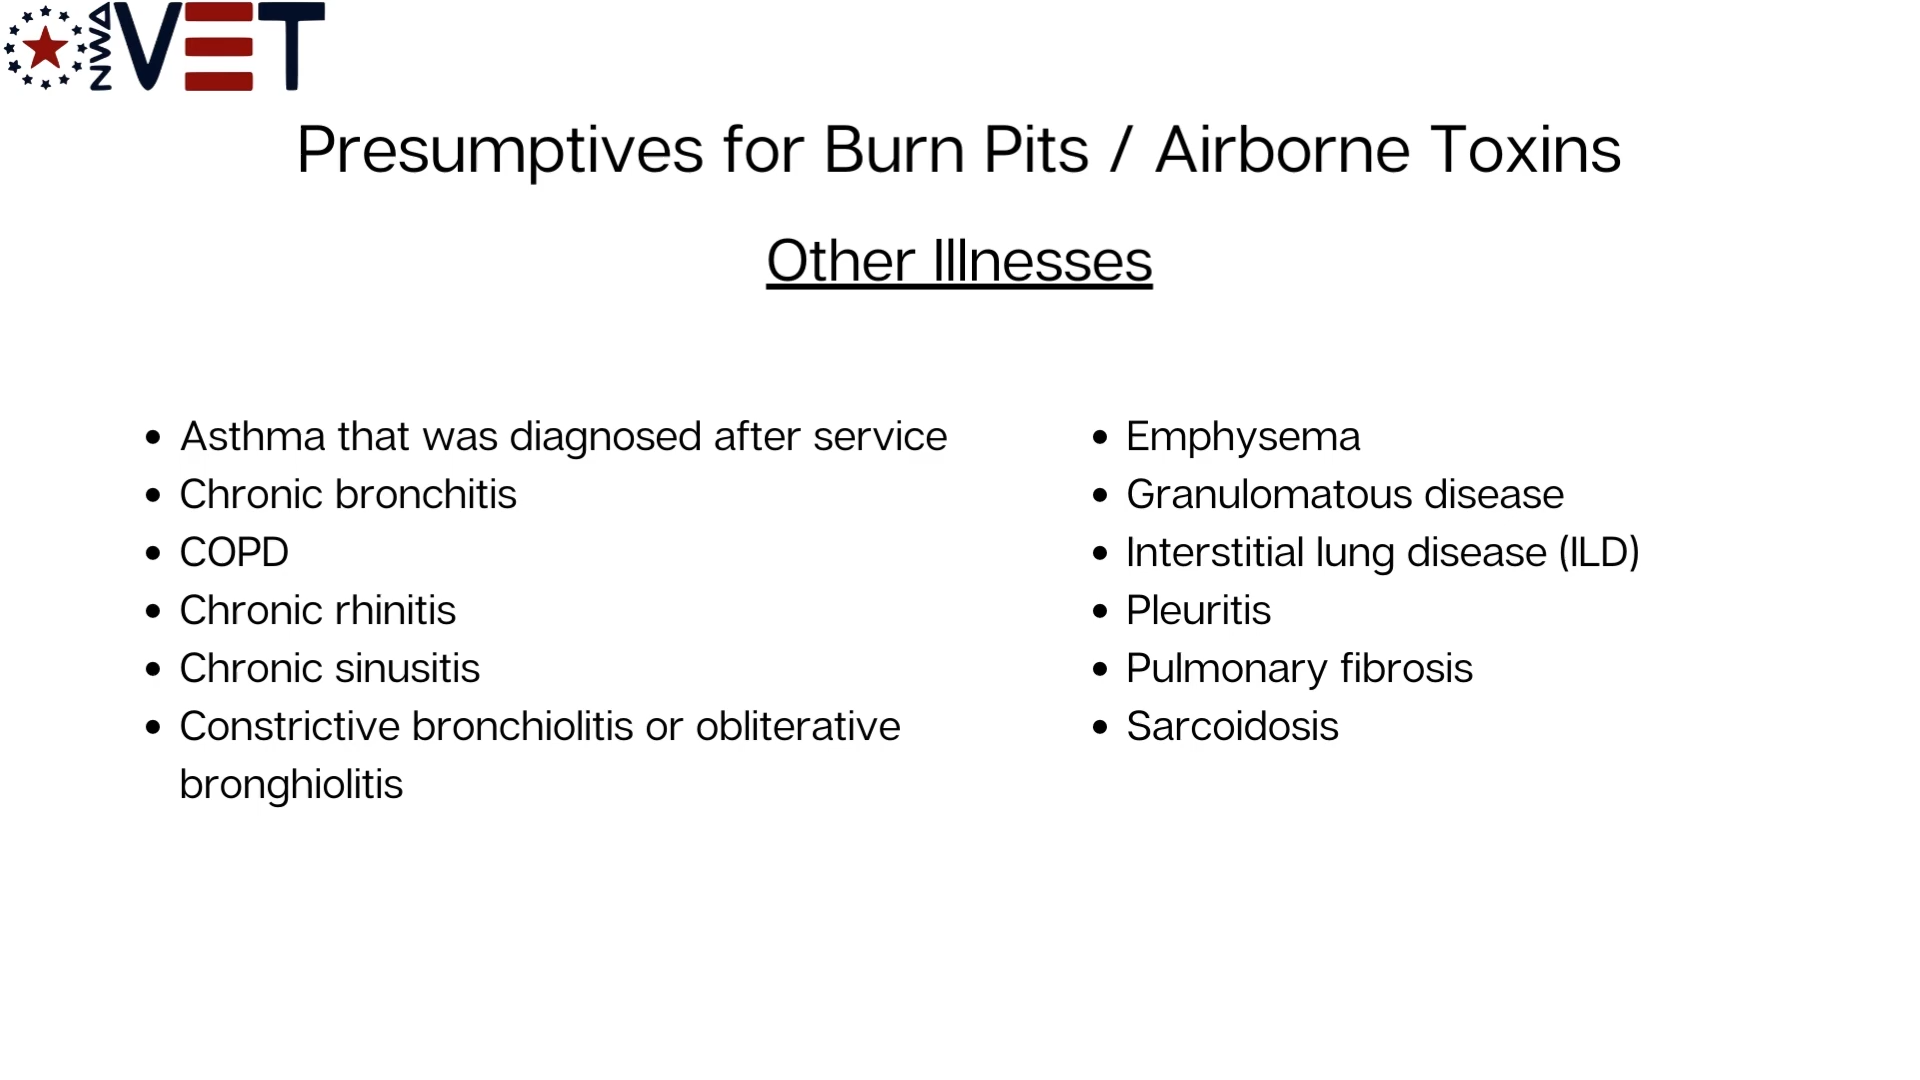 NWA VET
Presumptives for Burn Pits / Airborne Toxins
Other Illnesses
• Asthma that was diagnosed after service
• Chronic bronchitis
• COPD
• Chronic rhinitis
• Chronic sinusitis
• Constrictive bronchiolitis or obliterative
bronghiolitis
• Emphysema
• Granulomatous disease
• Interstitial lung disease (ILD)
• Pleuritis
• Pulmonary fibrosis
• Sarcoidosis